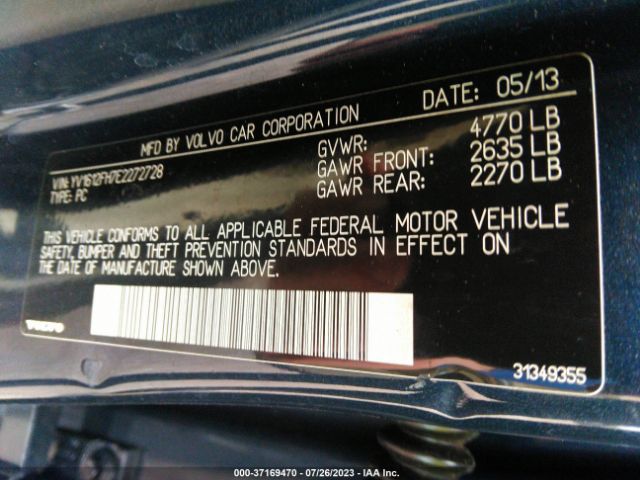 MFD BY VOLVO CAR CORPORATION DATE: 05/13
VIN: YV1612FH7E2272728
TYPE: PC
GVWR: 4770 LB
GAWR FRONT: 2635 LB
GAWR REAR: 2270 LB
THIS VEHICLE CONFORMS TO ALL APPLICABLE FEDERAL MOTOR VEHICLE
SAFETY, BUMPER AND THEFT PREVENTION STANDARDS IN EFFECT ON
THE DATE OF MANUFACTURE SHOWN ABOVE.
VOLVO
31349355
000-37169470 - 07/26/2023 - IAA Inc.